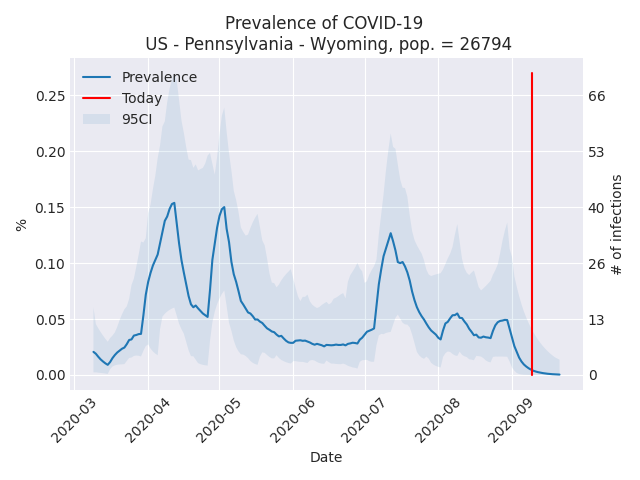 Prevalence of COVID-19
US - Pennsylvania - Wyoming, pop. = 26794
Prevalence
Today
95CI
0.25
0.20
0.15
0.10
0.05
0.00
%
66
53
40
26
13
0
# of infections
2020-03
2020-04
2020-05
2020-06
2020-07
2020-08
2020-09
Date